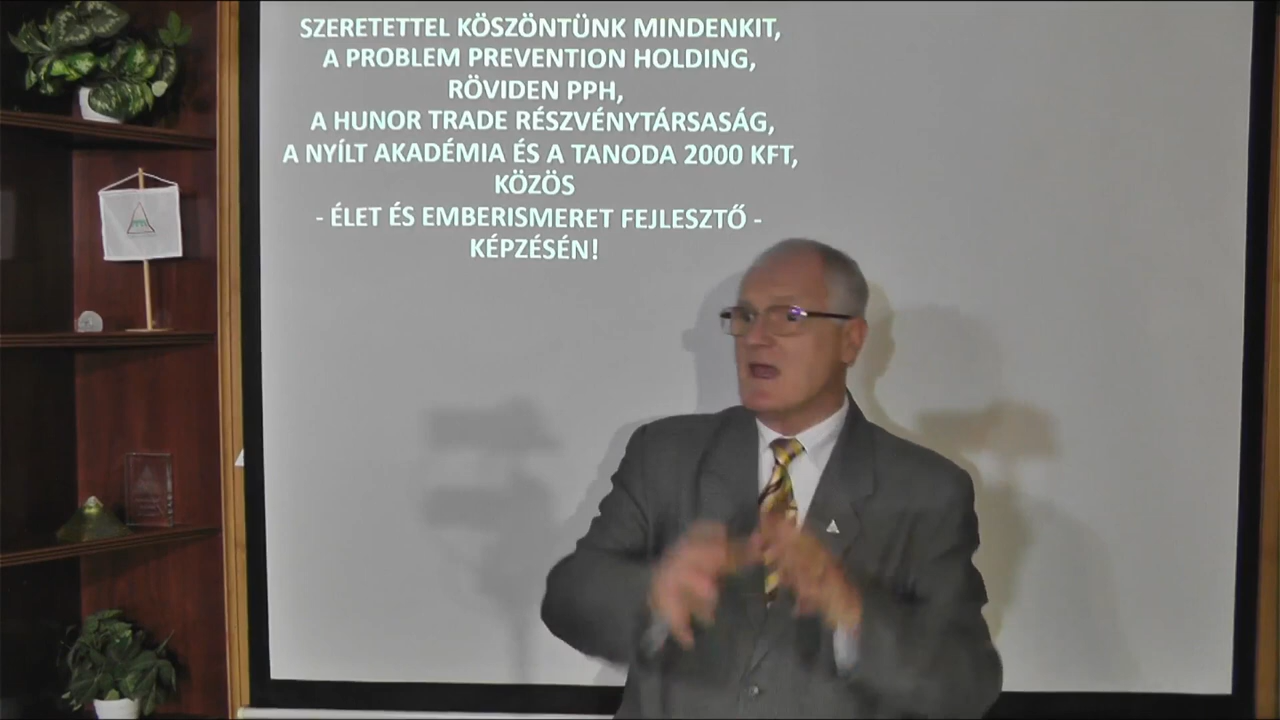 SZERETETTEL KÖSZÖNTÜNK MINDENKIT,
A PROBLEM PREVENTION HOLDING,
RÖVIDEN PPH,
A HUNOR TRADE RÉSZVÉNYTÁRSASÁG,
A NYÍLT AKADÉMIA ÉS A TANODA 2000 KFT,
KÖZÖS
- ÉLET ÉS EMBERISMERET FEJLESZTŐ -
KÉPZÉSÉN!